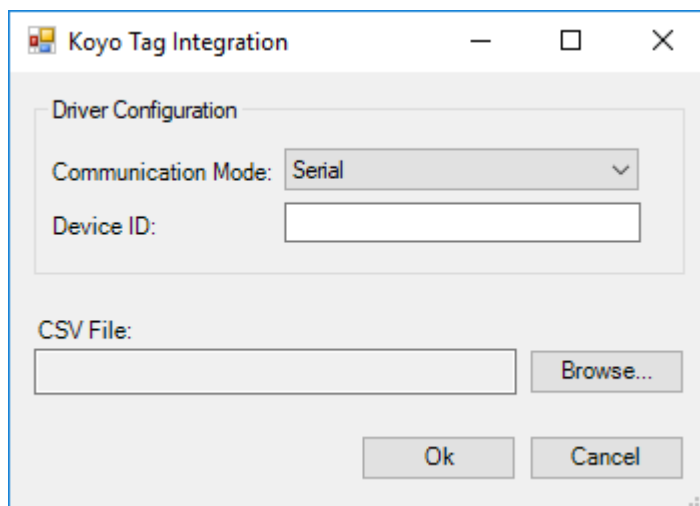 Koyo Tag Integration
Driver Configuration
Communication Mode: Serial
Device ID:
CSV File:
Browse...
Ok Cancel